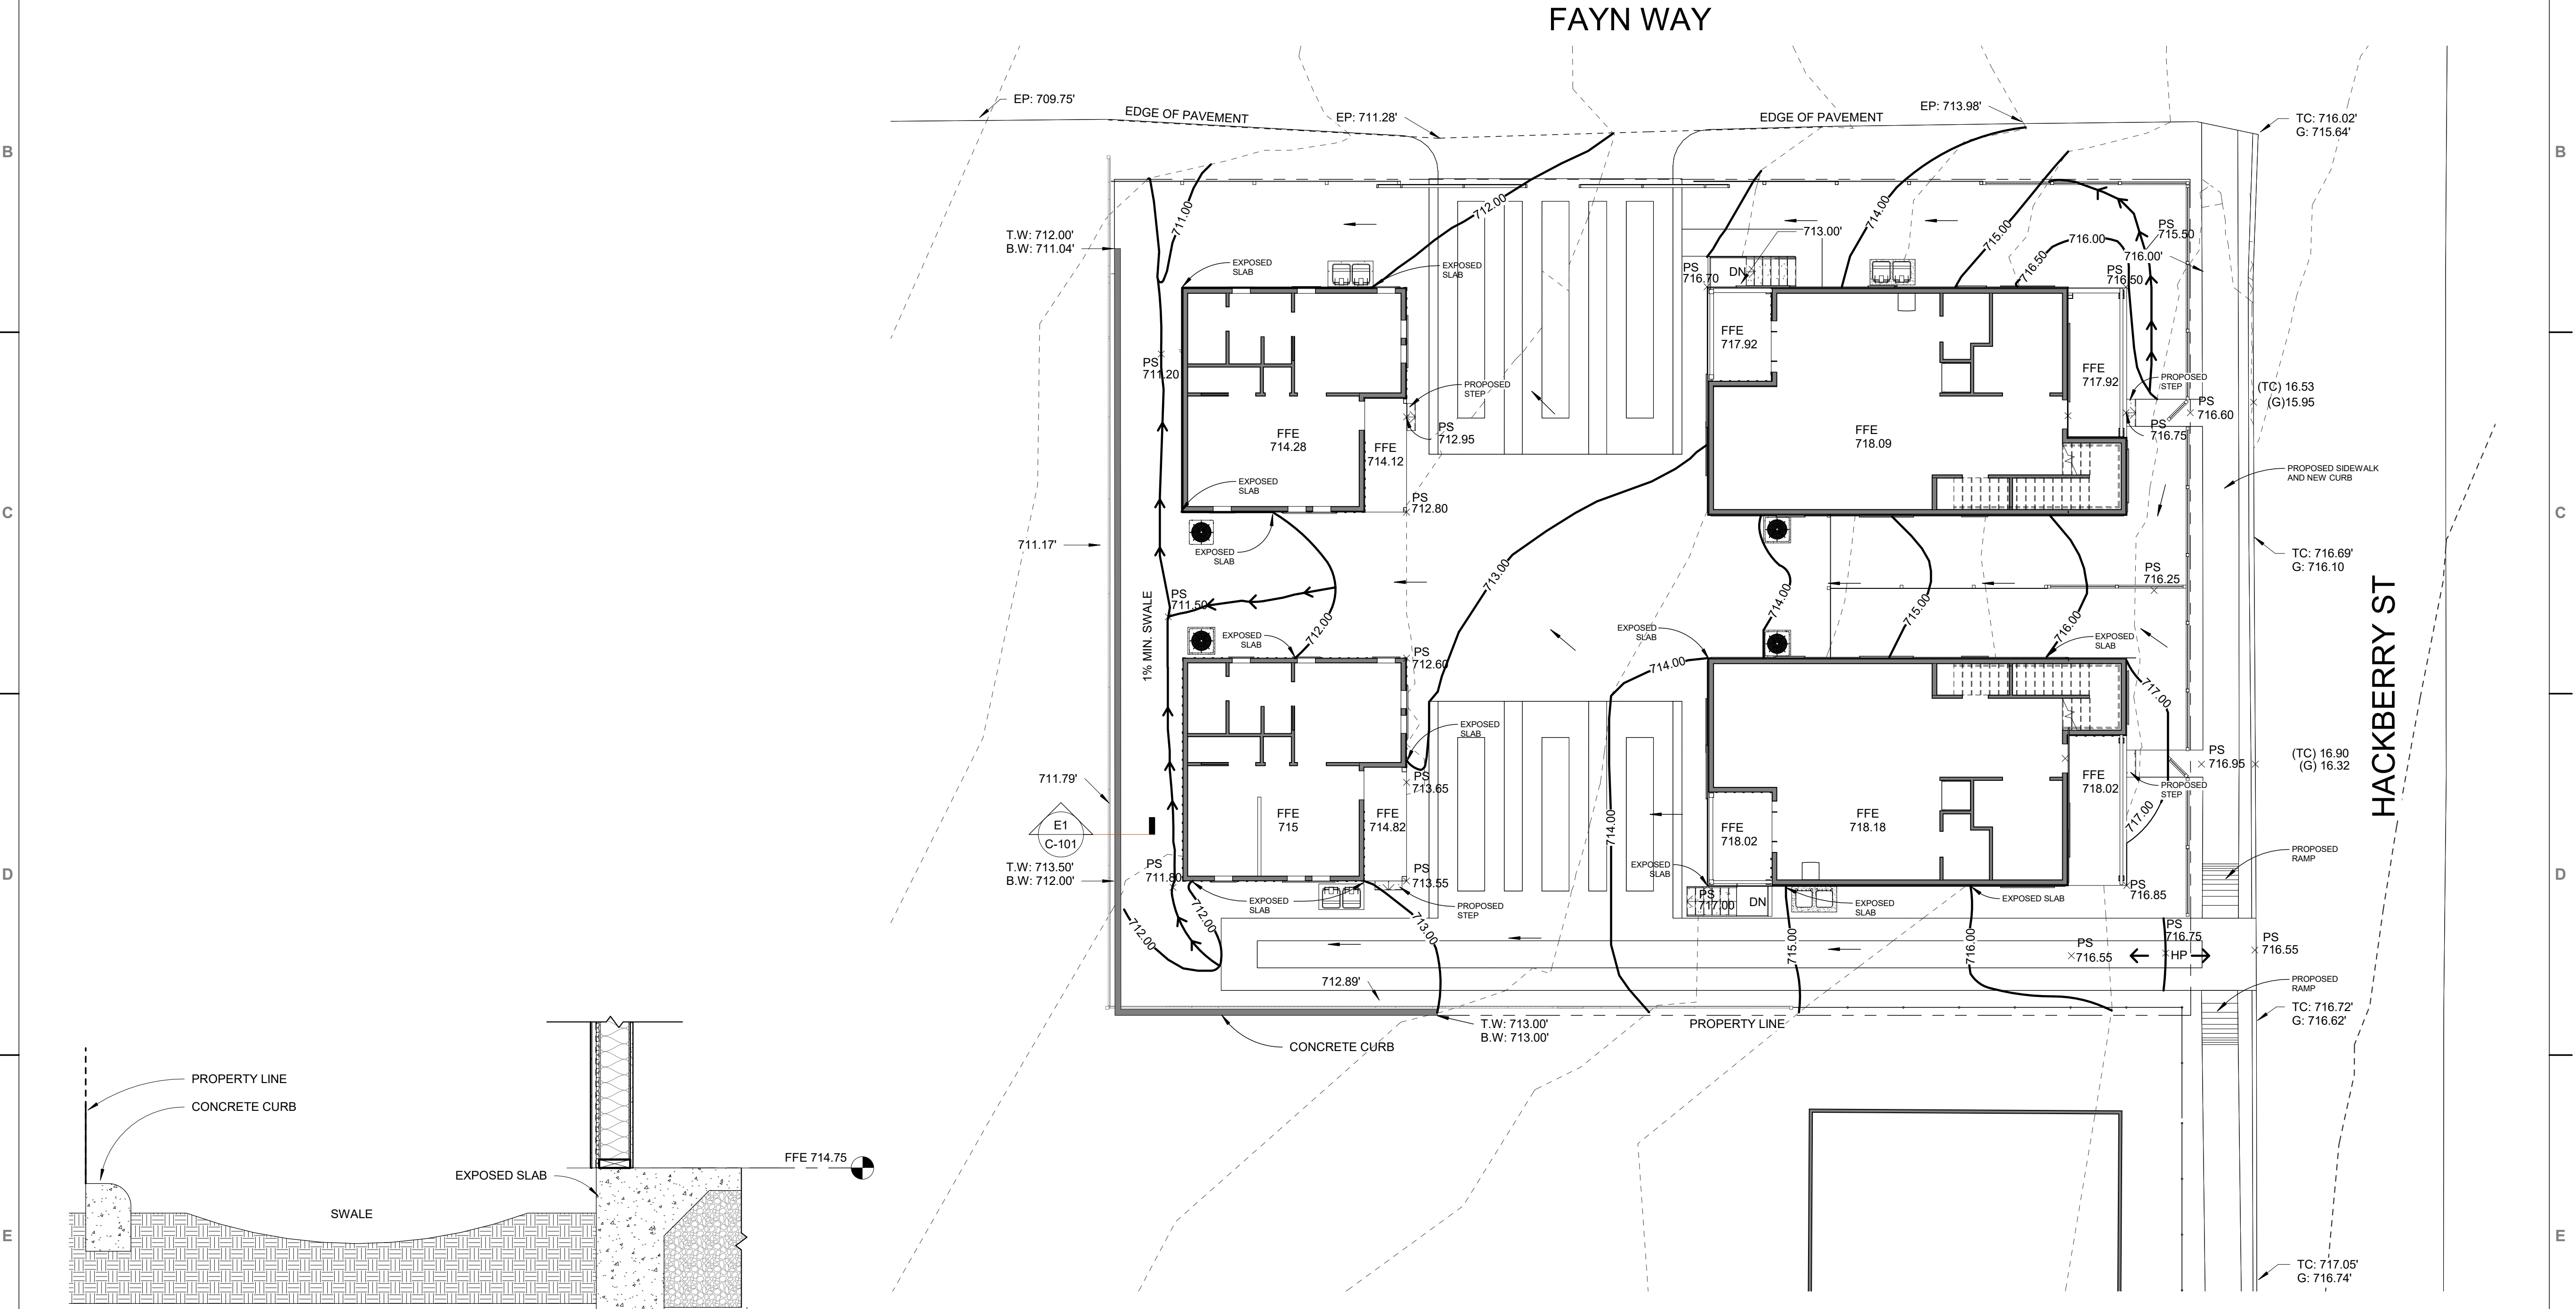 FAYN WAY
EP: 709.75'
EDGE OF PAVEMENT
EP: 711.28'
EDGE OF PAVEMENT
EP: 713.98'
TC: 716.02'
G: 715.64'
B
B
T.W: 712.00'
B.W: 711.04'
711.00
712.00
713.00'
714.00
715.00
716.00
716.50
PS
715.50
716.00'
PS
716.50
EXPOSED
SLAB
EXPOSED
SLAB
PS
716.70
DN
FFE
717.92
FFE
717.92
PS
711.20
PROPOSED
STEP
PROPOSED
STEP
(TC) 16.53
(G)15.95
PS
716.60
PS
716.75
PS
712.95
FFE
714.28
FFE
714.12
FFE
718.09
EXPOSED
SLAB
PS
712.80
PROPOSED SIDEWALK
AND NEW CURB
C
C
711.17'
EXPOSED
SLAB
TC: 716.69'
G: 716.10
713.00
PS
716.25
1% MIN. SWALE
PS
711.50
712.00
714.00
715.00
716.00
HACKBERRY ST
EXPOSED
SLAB
EXPOSED
SLAB
EXPOSED
SLAB
PS
712.60
714.00
717.00
EXPOSED
SLAB
PS
716.95
(TC) 16.90
(G) 16.32
711.79'
PS
713.65
FFE
718.02
PROPOSED
STEP
717.00
E1
C-101
FFE
715
FFE
714.82
714.00
FFE
718.02
FFE
718.18
PROPOSED
RAMP
T.W: 713.50'
B.W: 712.00'
PS
711.80
PS
713.55
EXPOSED
SLAB
PS
716.85
D
D
712.00
712.00
EXPOSED
SLAB
PROPOSED
STEP
PS
717.00
DN
EXPOSED
SLAB
EXPOSED SLAB
713.00
715.00
716.00
PS
716.75
PS
716.55
HP
PS
716.55
712.89'
PROPOSED
RAMP
T.W: 713.00'
B.W: 713.00'
PROPERTY LINE
TC: 716.72'
G: 716.62'
CONCRETE CURB
PROPERTY LINE
CONCRETE CURB
EXPOSED SLAB
FFE 714.75
SWALE
E
E
TC: 717.05'
G: 716.74'